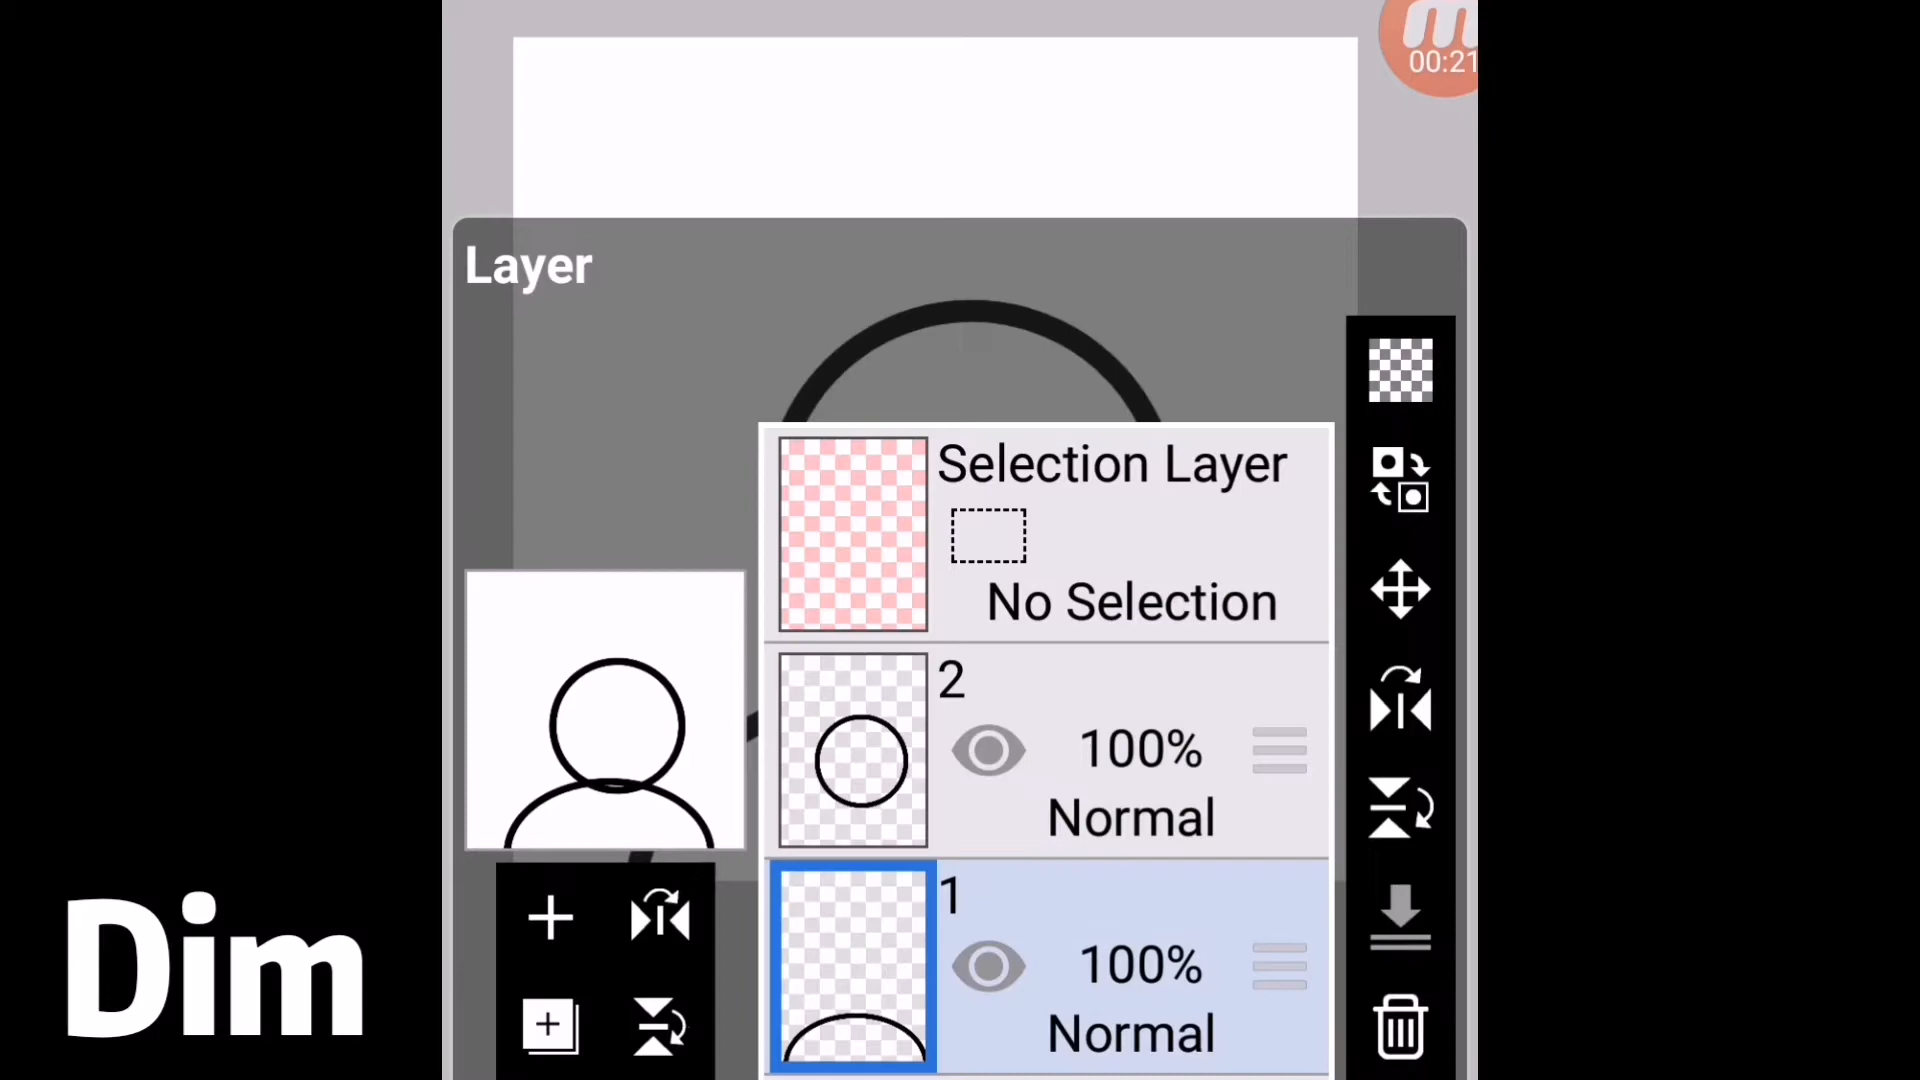 00:21
Layer
Selection Layer
No Selection
2
100%
Normal
1
100%
Normal
Dim